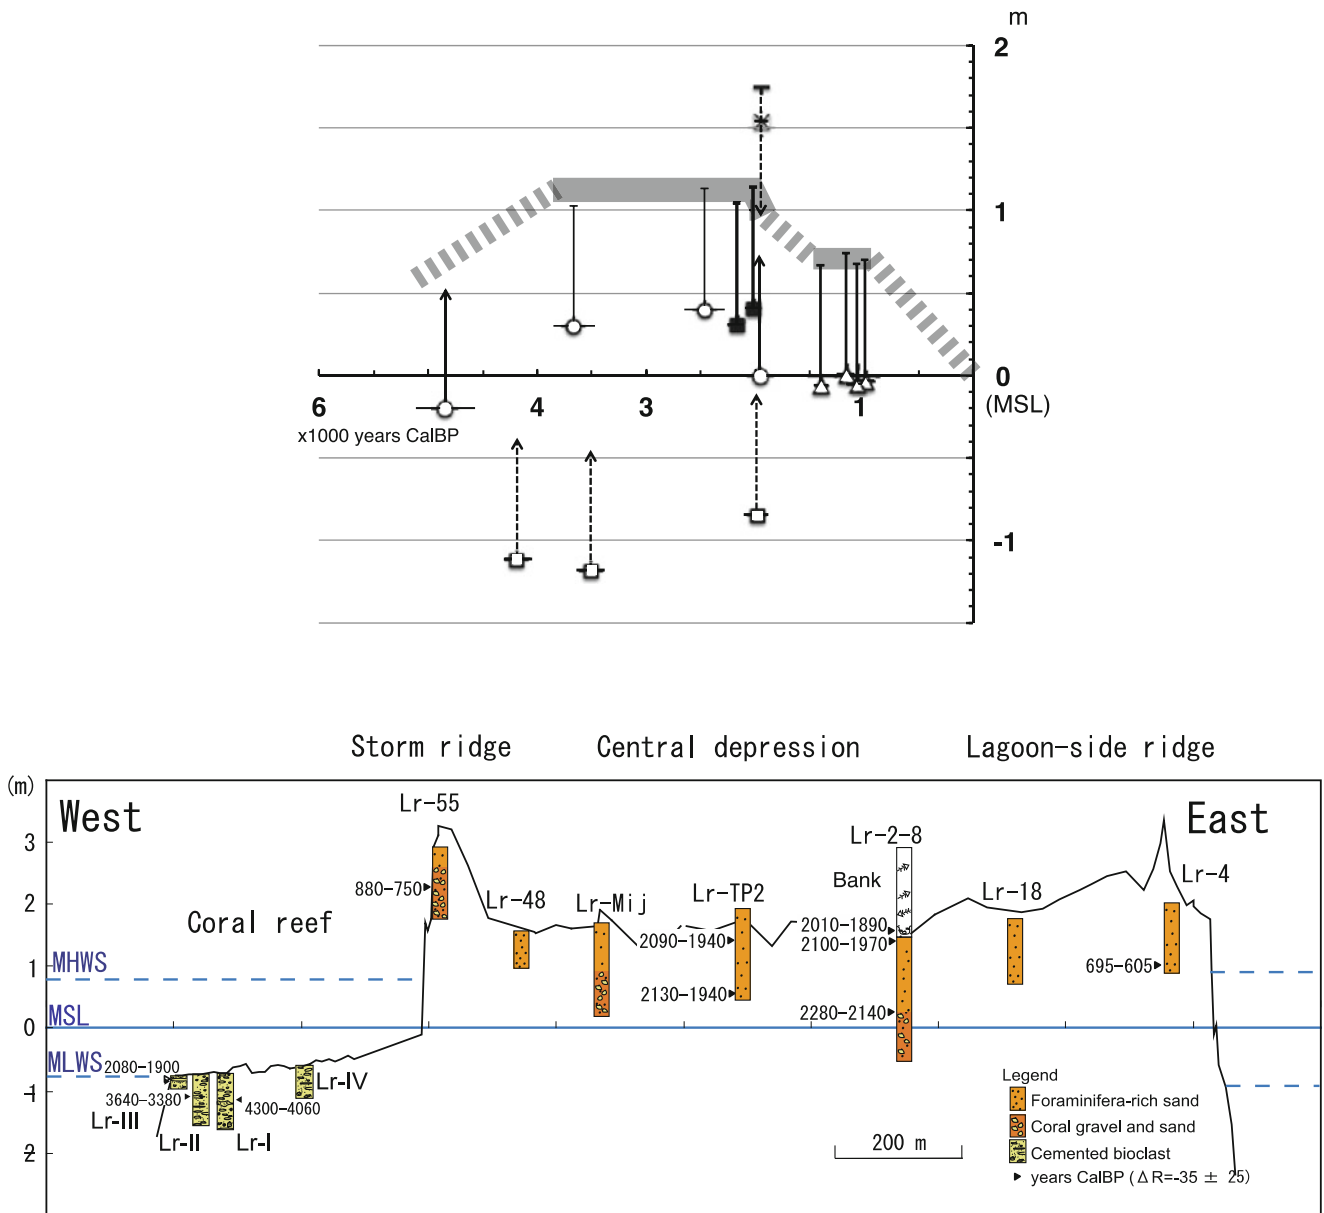 m
2
1
0
6
4
3
1
(MSL)
x1000 years CalBP
-1
Storm ridge
Central depression
Lagoon-side ridge
(m)
West
East
Lr-55
Lr-2-8
3
Bank
Lr-4
880-750
Lr-48
Lr-Mij
Lr-TP2
Lr-18
2
Coral reef
2010-1890
2090-1940
2100-1970
MHWS
1
695-605
2130-1940
2280-2140
MSL
0
MLWS
2080-1900
-1
3640-3380
4300-4060
Lr-IV
Lr-III
Lr-II
Lr-I
2
200 m
Legend
Foraminifera-rich sand
Coral gravel and sand
Cemented bioclast
years CalBP (ΔR=-35 ± 25)